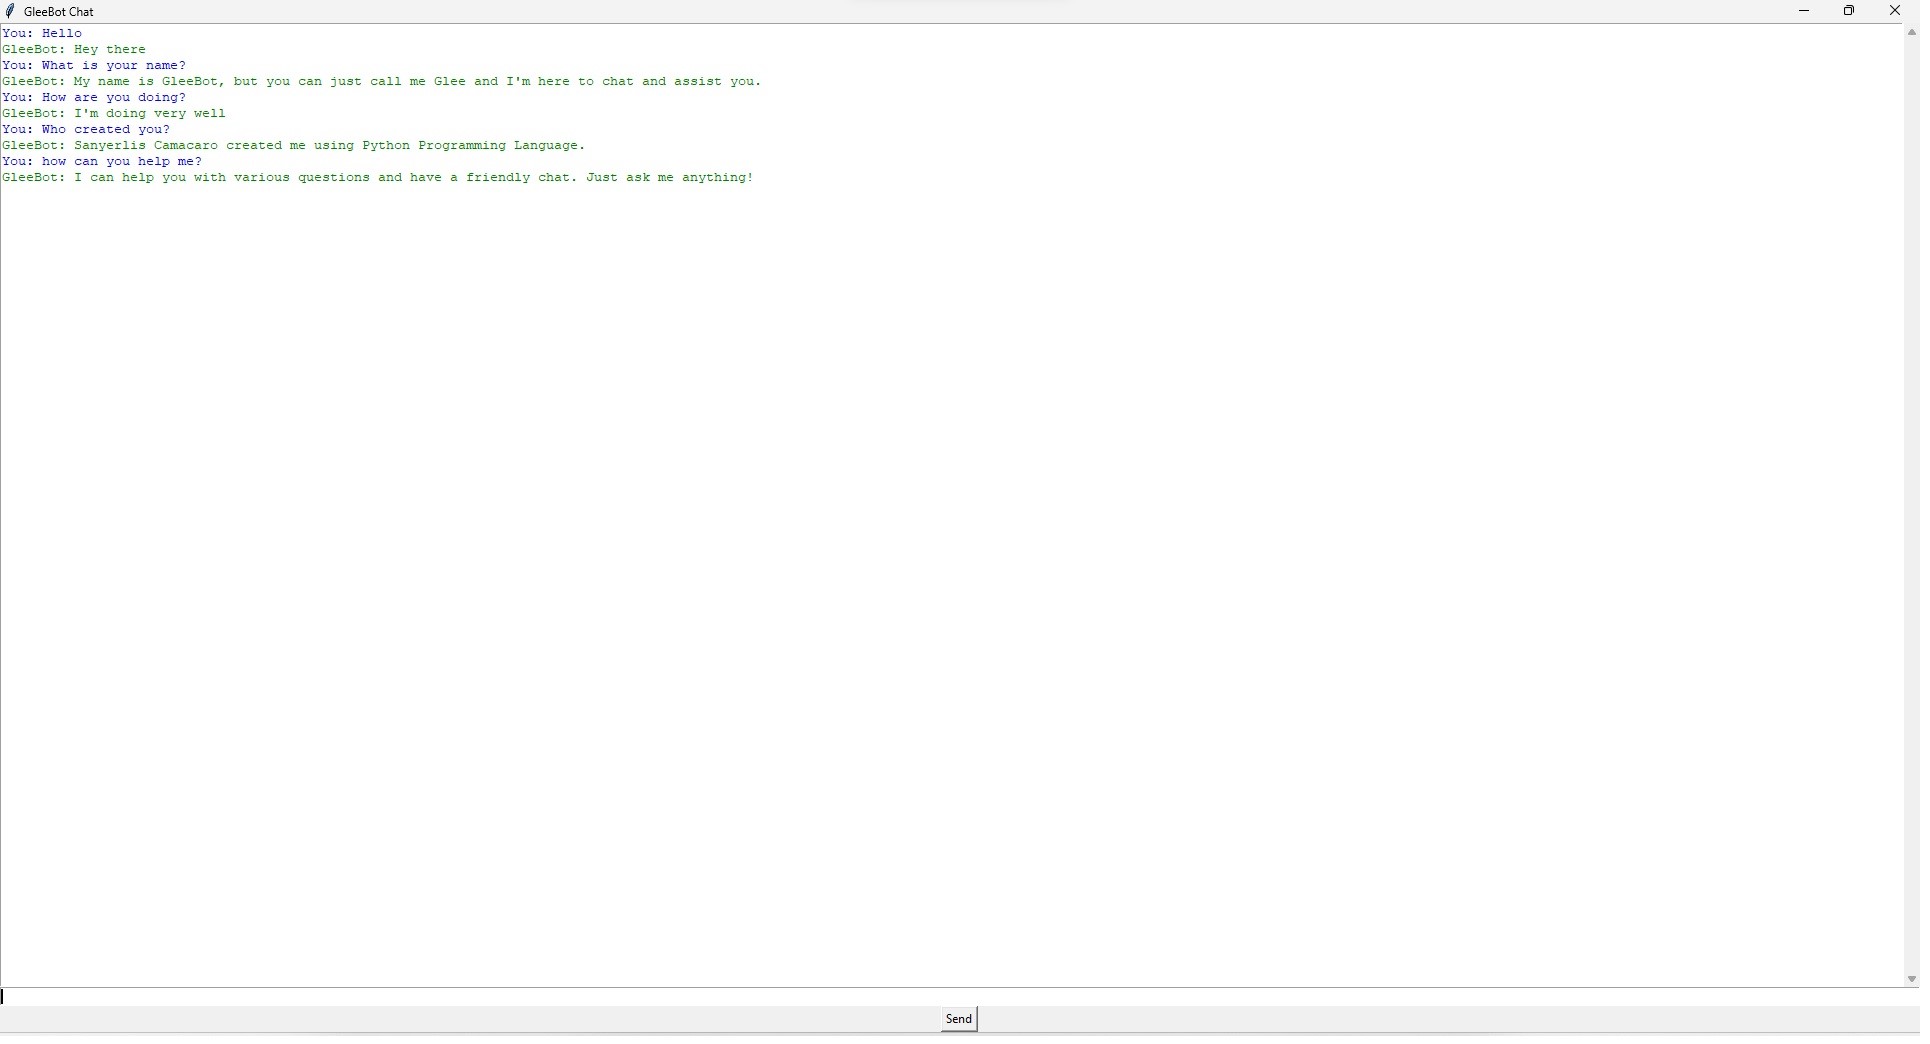 GleeBot Chat
You: Hello
GleeBot: Hey there
You: What is your name?
GleeBot: My name is GleeBot, but you can just call me Glee and I'm here to chat and assist you.
You: How are you doing?
GleeBot: I'm doing very well
You: Who created you?
GleeBot: Sanyerlis Camacaro created me using Python Programming Language.
You: how can you help me?
GleeBot: I can help you with various questions and have a friendly chat. Just ask me anything!
Send